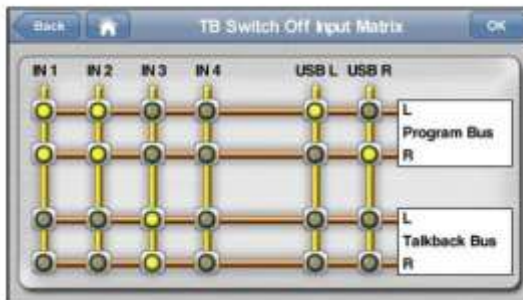 Back TB Switch Off Input Matrix OK
IN 1 IN 2 IN 3 IN 4 USB L USB R
L
Program Bus
R
L
Talkback Bus
R